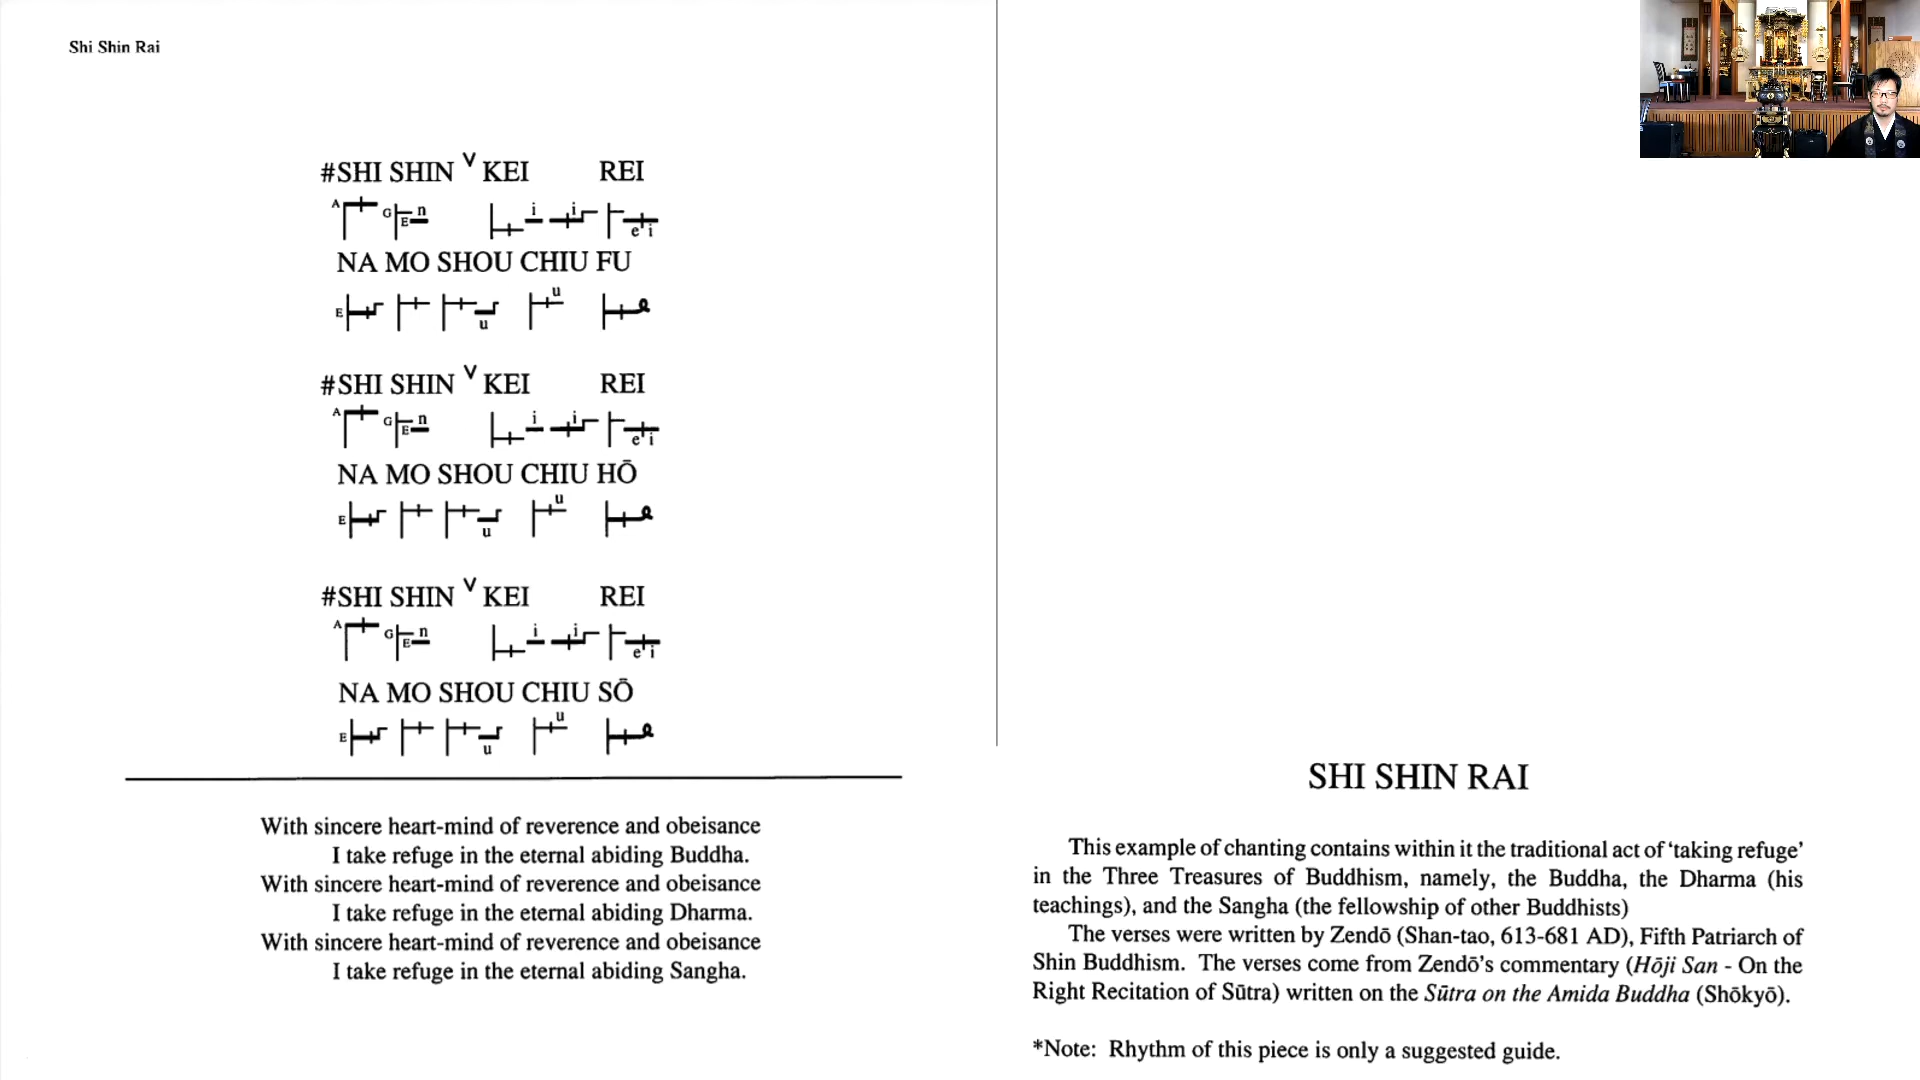 Shi Shin Rai
#SHI SHIN V KEI REI
A G E n i i e i
NA MO SHOU CHIU FU
E u u
#SHI SHIN V KEI REI
A G E n i i e i
NA MO SHOU CHIU HŌ
E u u
#SHI SHIN V KEI REI
A G E n i i e i
NA MO SHOU CHIU SŌ
E u u
With sincere heart-mind of reverence and obeisance
I take refuge in the eternal abiding Buddha.
With sincere heart-mind of reverence and obeisance
I take refuge in the eternal abiding Dharma.
With sincere heart-mind of reverence and obeisance
I take refuge in the eternal abiding Sangha.
SHI SHIN RAI
This example of chanting contains within it the traditional act of ‘taking refuge’
in the Three Treasures of Buddhism, namely, the Buddha, the Dharma (his
teachings), and the Sangha (the fellowship of other Buddhists)
The verses were written by Zendō (Shan-tao, 613-681 AD), Fifth Patriarch of
Shin Buddhism. The verses come from Zendō’s commentary (Hōji San - On the
Right Recitation of Sūtra) written on the Sūtra on the Amida Buddha (Shōkyō).
*Note: Rhythm of this piece is only a suggested guide.